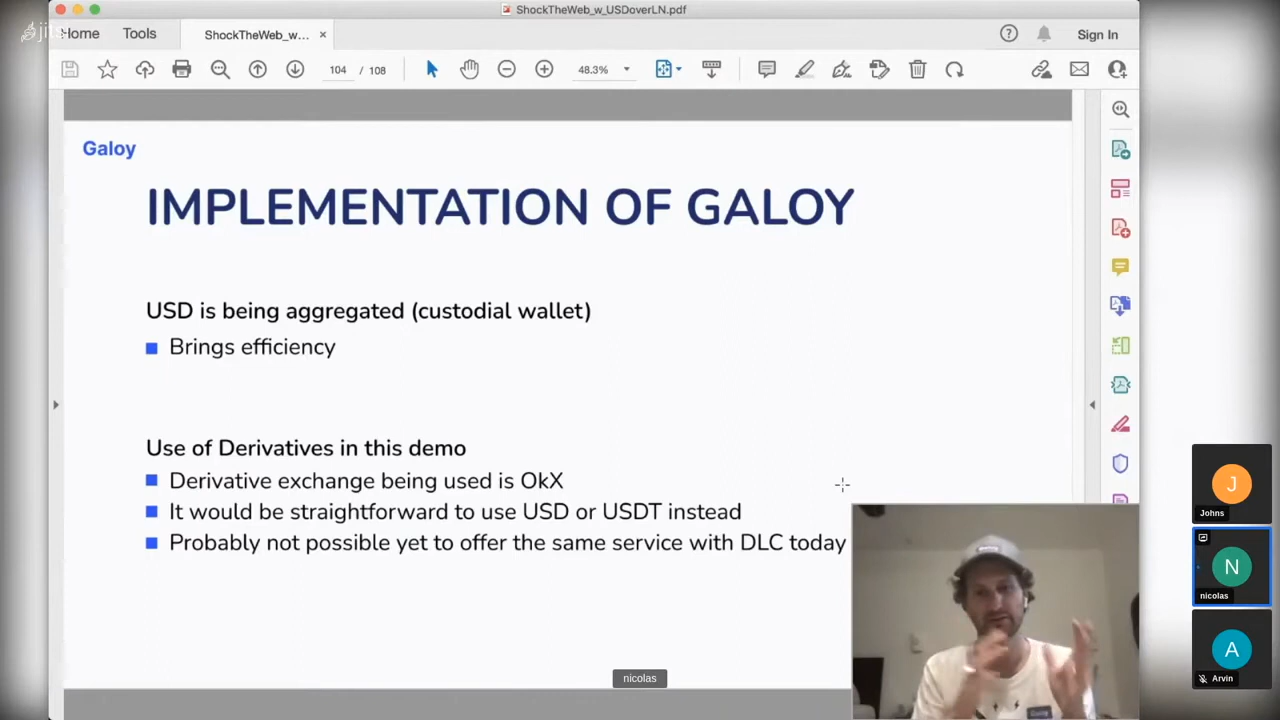 ShockTheWeb_w_USDoverLN.pdf
jit
Home
Tools
ShockTheWeb_w...
Sign In
104 / 108
48.3%
Galoy
IMPLEMENTATION OF GALOY
USD is being aggregated (custodial wallet)
Brings efficiency
Use of Derivatives in this demo
Derivative exchange being used is OkX
It would be straightforward to use USD or USDT instead
Probably not possible yet to offer the same service with DLC today
J
Johns
N
nicolas
A
Arvin
nicolas
Galoy